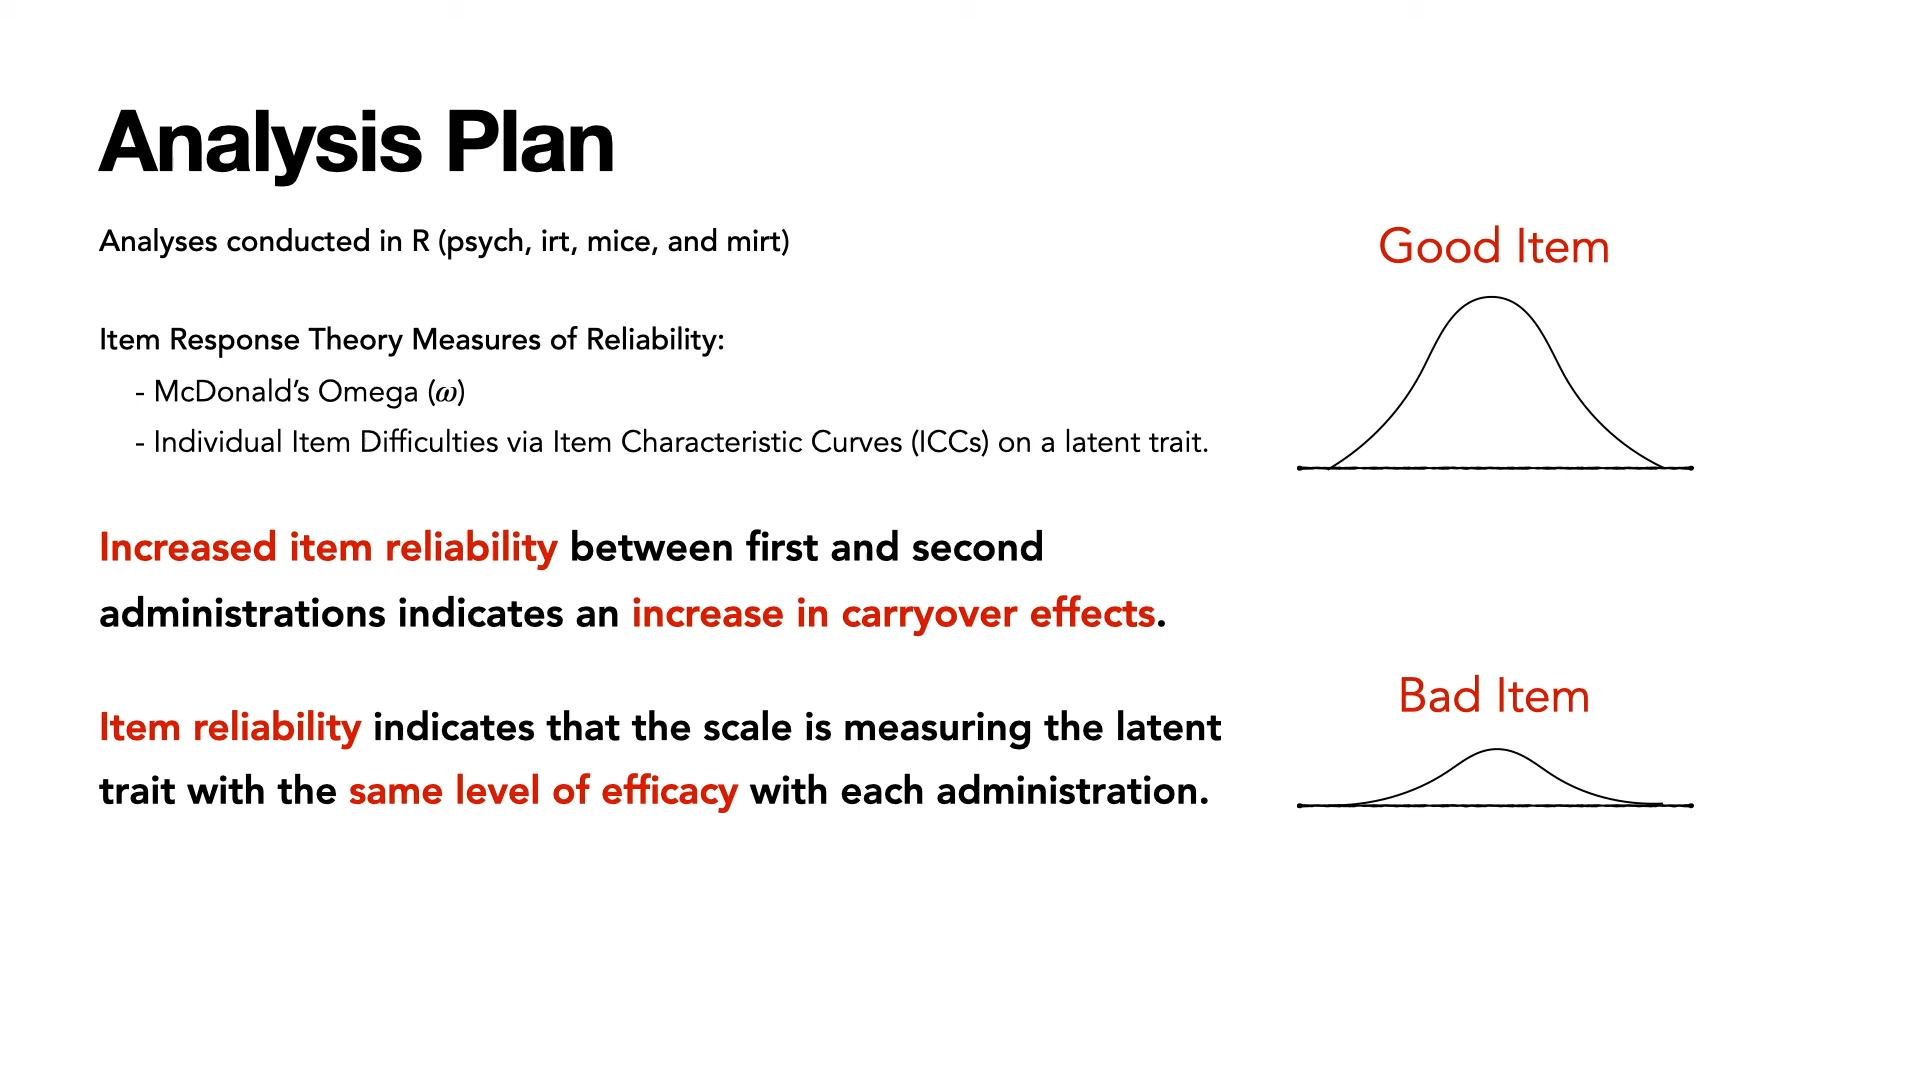 Analysis Plan
Analyses conducted in R (psych, irt, mice, and mirt)
Item Response Theory Measures of Reliability:
- McDonald’s Omega (ω)
- Individual Item Difficulties via Item Characteristic Curves (ICCs) on a latent trait.
Increased item reliability between first and second
administrations indicates an increase in carryover effects.
Item reliability indicates that the scale is measuring the latent
trait with the same level of efficacy with each administration.
Good Item
Bad Item